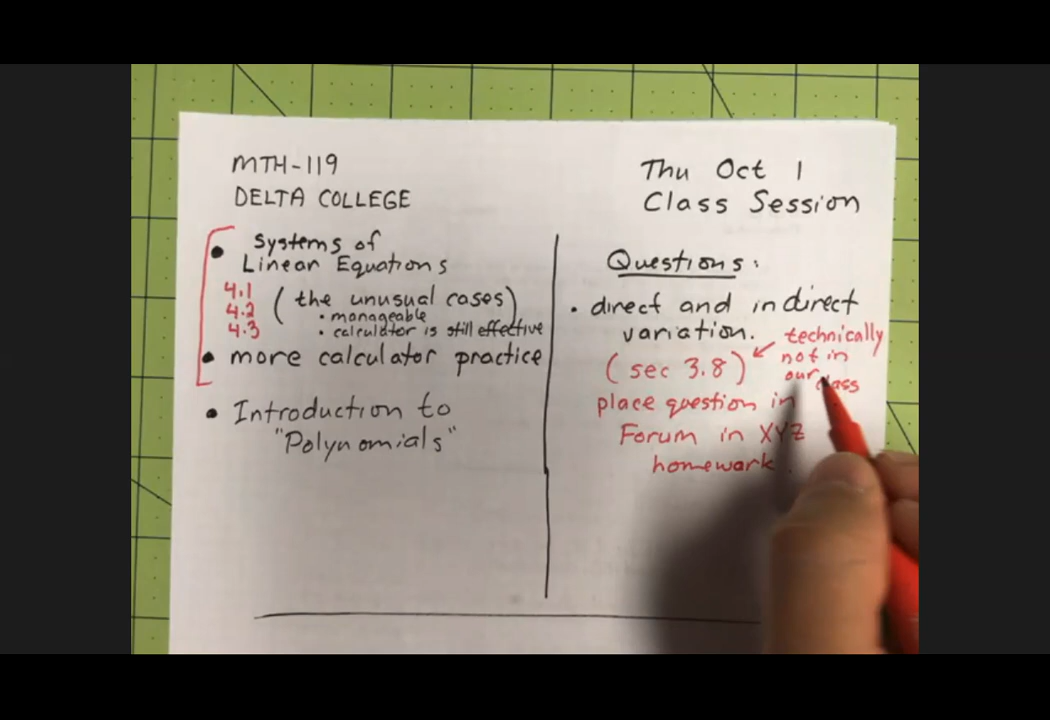 MTH-119
DELTA COLLEGE
Thu Oct 1
Class Session
• Systems of
Linear Equations
4.1
4.2
4.3
(the unusual cases)
• manageable
• calculator is still effective
• more calculator practice
• Introduction to
"Polynomials"
Questions:
• direct and indirect
variation.
(sec 3.8)
technically
not in
our class
place question in
Forum in XYZ
homework.